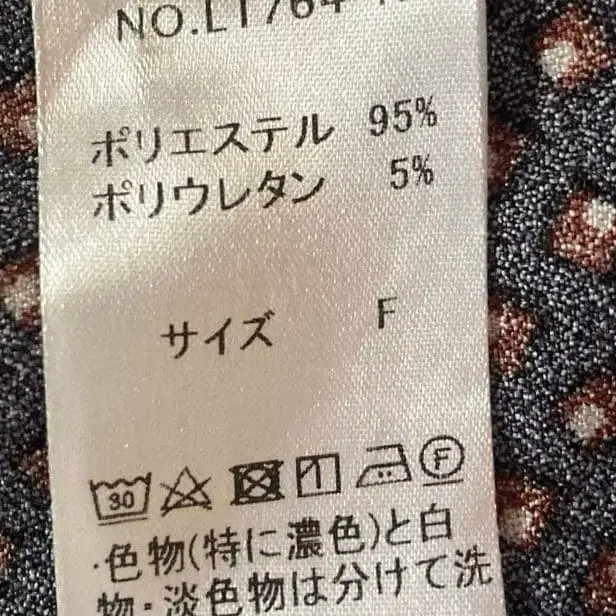 ポリエステル 95%
ポリウレタン 5%
サイズ F
30 F
・色物(特に濃色)と白
物・淡色物は分けて洗